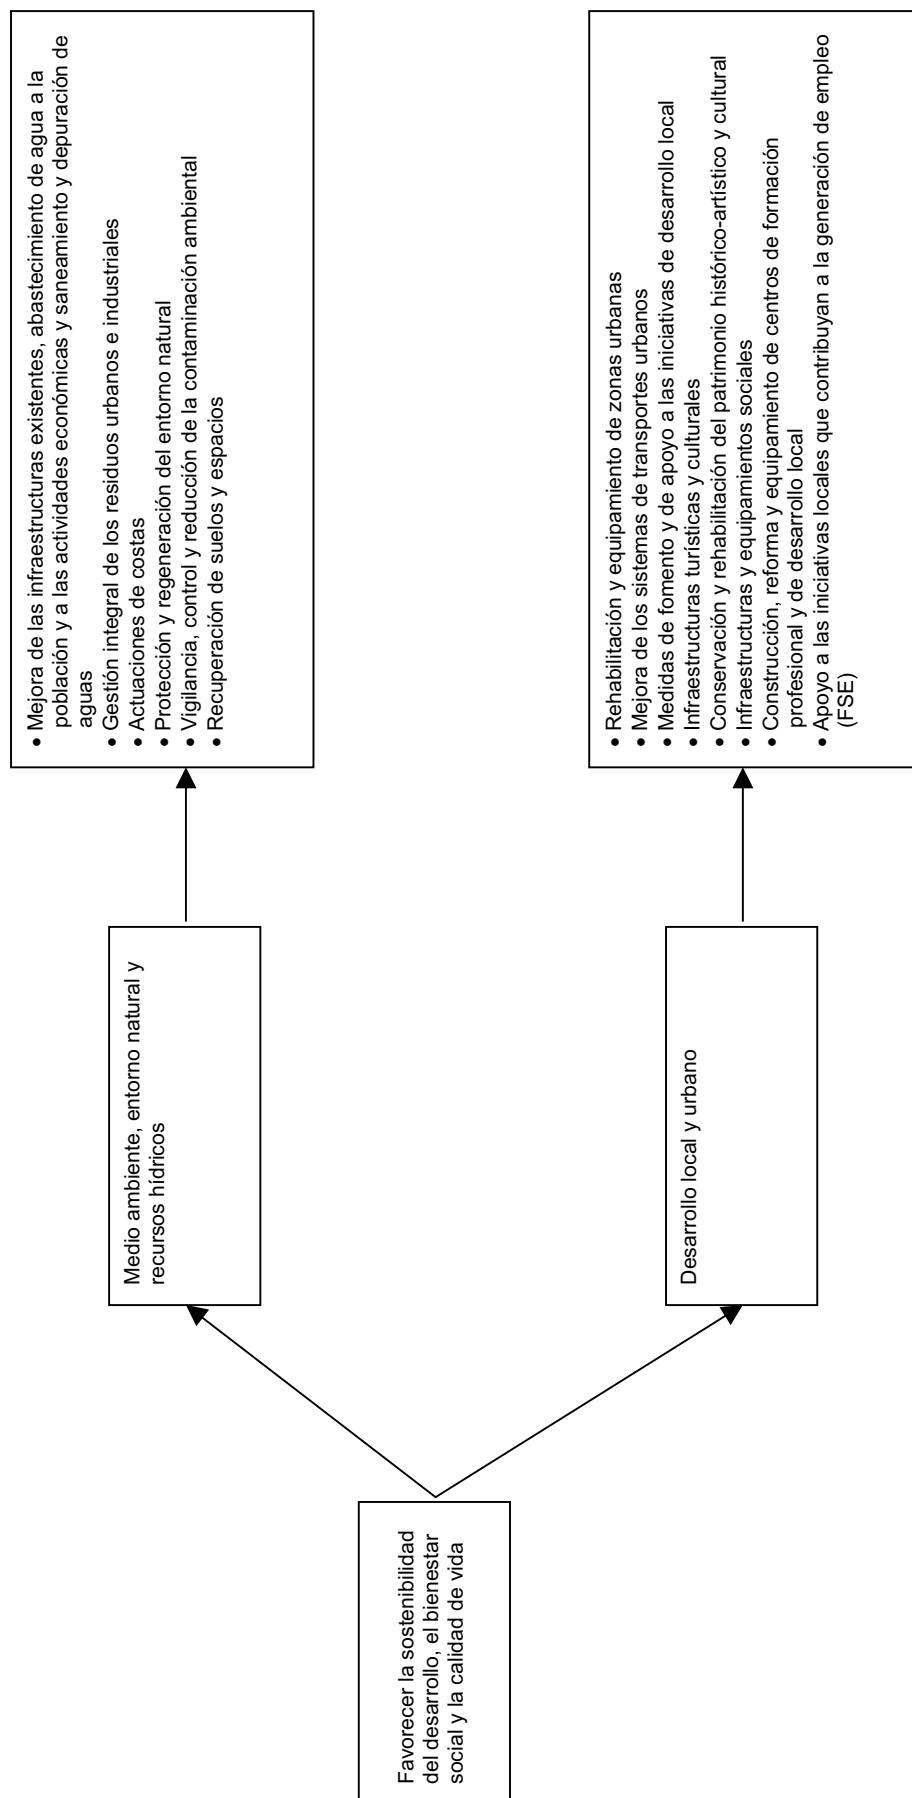 Favorecer la sostenibilidad
del desarrollo, el bienestar
social y la calidad de vida
Medio ambiente, entorno natural y
recursos hídricos
• Mejora de las infraestructuras existentes, abastecimiento de agua a la
población y a las actividades económicas y saneamiento y depuración de
aguas
• Gestión integral de los residuos urbanos e industriales
• Actuaciones de costas
• Protección y regeneración del entorno natural
• Vigilancia, control y reducción de la contaminación ambiental
• Recuperación de suelos y espacios
Desarrollo local y urbano
• Rehabilitación y equipamiento de zonas urbanas
• Mejora de los sistemas de transportes urbanos
• Medidas de fomento y de apoyo a las iniciativas de desarrollo local
• Infraestructuras turísticas y culturales
• Conservación y rehabilitación del patrimonio histórico-artístico y cultural
• Infraestructuras y equipamientos sociales
• Construcción, reforma y equipamiento de centros de formación
profesional y de desarrollo local
• Apoyo a las iniciativas locales que contribuyan a la generación de empleo
(FSE)